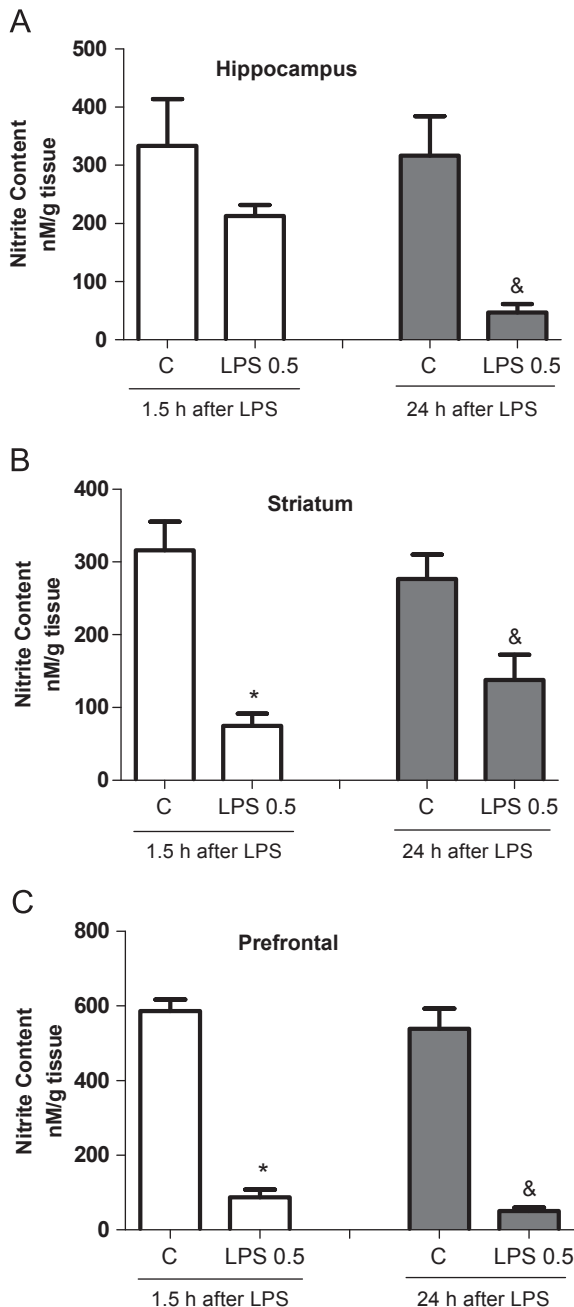 A
Hippocampus
Nitrite Content
nM/g tissue
500
400
300
200
100
0
&
C LPS 0.5 C LPS 0.5
1.5 h after LPS 24 h after LPS
B
Striatum
Nitrite Content
nM/g tissue
400
300
200
100
0
* &
C LPS 0.5 C LPS 0.5
1.5 h after LPS 24 h after LPS
C
Prefrontal
Nitrite Content
nM/g tissue
800
600
400
200
0
* &
C LPS 0.5 C LPS 0.5
1.5 h after LPS 24 h after LPS